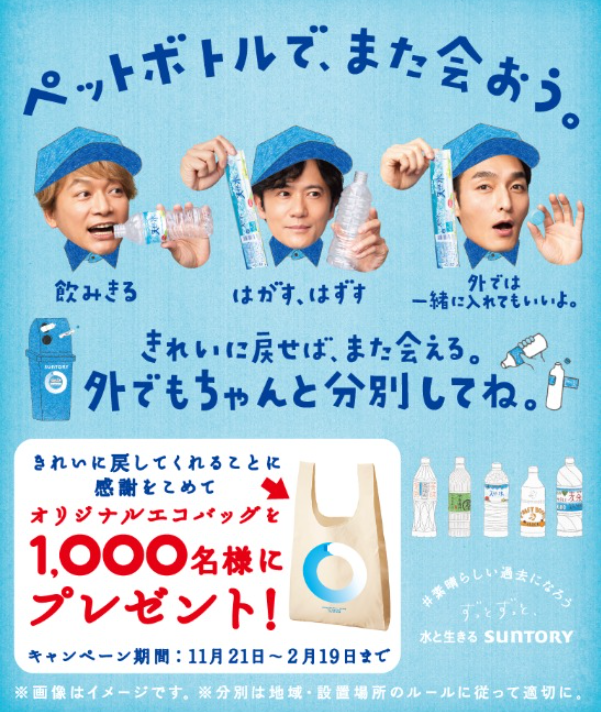 ペットボトルで、また会おう。
飲みきる
はがす、はずす
外では
一緒に入れてもいいよ。
きれいに戻せば、また会える。
外でもちゃんと分別してね。
SUNTORY
きれいに戻してくれることに
感謝をこめて
オリジナルエコバッグを
1,000名様に
プレゼント!
キャンペーン期間:11月21日〜2月19日まで
#素晴らしい過去になろう
ずっとずっと、
水と生きる SUNTORY
※画像はイメージです。※分別は地域・設置場所のルールに従って適切に。